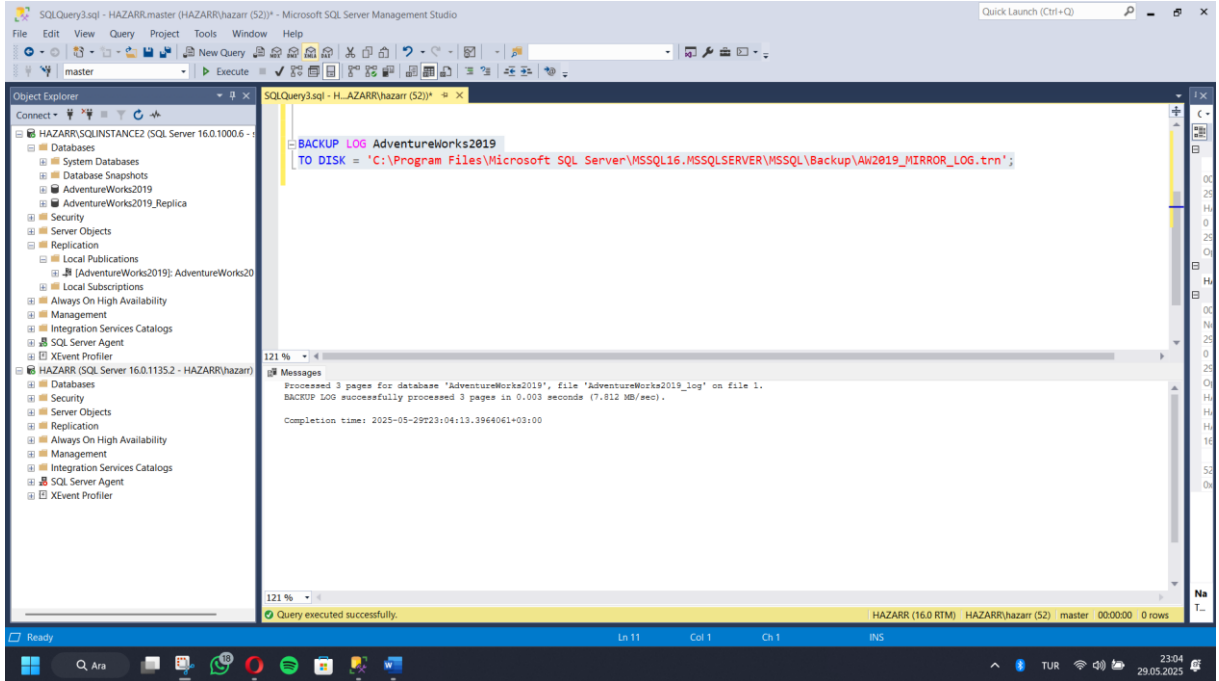 SQLQuery3.sql - HAZARR.master (HAZARR\hazarr (52))* - Microsoft SQL Server Management Studio
Quick Launch (Ctrl+Q)
File Edit View Query Project Tools Window Help
New Query
master Execute
Object Explorer
Connect
HAZARR\SQLINSTANCE2 (SQL Server 16.0.1000.6 - s
Databases
System Databases
Database Snapshots
AdventureWorks2019
AdventureWorks2019_Replica
Security
Server Objects
Replication
Local Publications
[AdventureWorks2019]: AdventureWorks20
Local Subscriptions
Always On High Availability
Management
Integration Services Catalogs
SQL Server Agent
XEvent Profiler
HAZARR (SQL Server 16.0.1135.2 - HAZARR\hazarr)
Databases
Security
Server Objects
Replication
Always On High Availability
Management
Integration Services Catalogs
SQL Server Agent
XEvent Profiler
SQLQuery3.sql - H...AZARR\hazarr (52))*
BACKUP LOG AdventureWorks2019
TO DISK = 'C:\Program Files\Microsoft SQL Server\MSSQL16.MSSQLSERVER\MSSQL\Backup\AW2019_MIRROR_LOG.trn';
121 %
Messages
Processed 3 pages for database 'AdventureWorks2019', file 'AdventureWorks2019_log' on file 1.
BACKUP LOG successfully processed 3 pages in 0.003 seconds (7.812 MB/sec).
Completion time: 2025-05-29T23:04:13.3964061+03:00
121 %
Query executed successfully.
HAZARR (16.0 RTM) HAZARR\hazarr (52) master 00:00:00 0 rows
Na
T...
Ready
Ln 11 Col 1 Ch 1 INS
Ara
18
TUR
23:04
29.05.2025